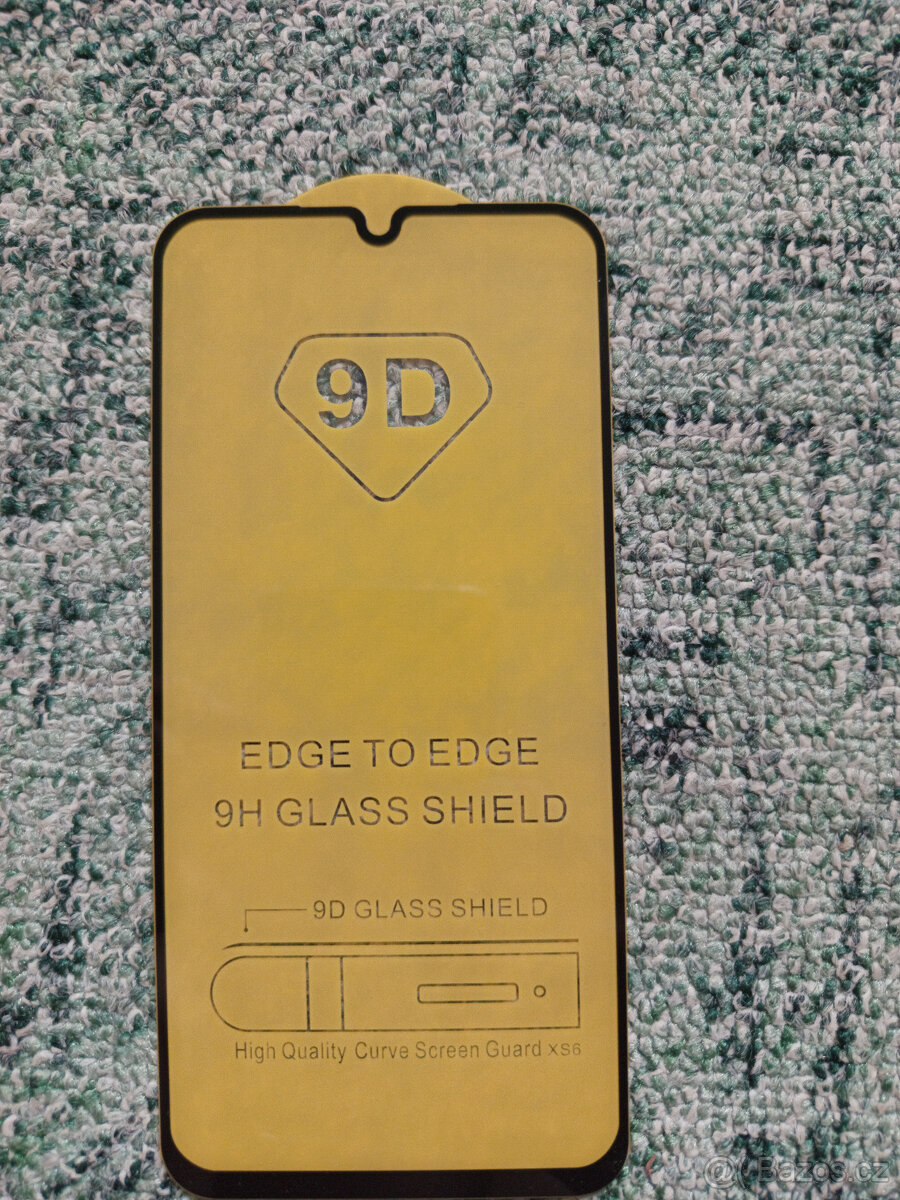 9D
EDGE TO EDGE
9H GLASS SHIELD
9D GLASS SHIELD
High Quality Curve Screen Guard XS6
@ Bazos.cz